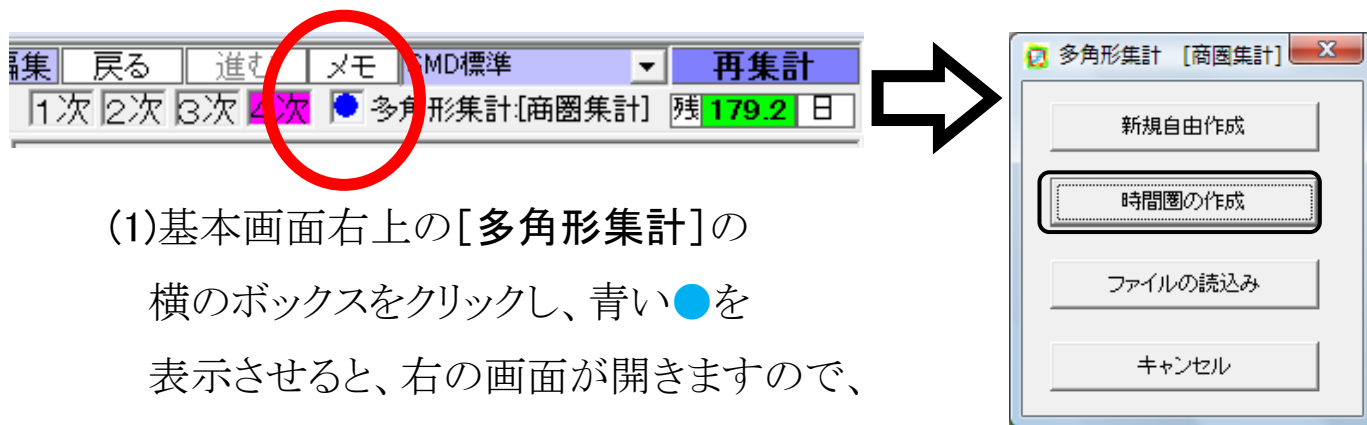 編集 戻る 進む メモ SMD標準 再集計
1次 2次 3次 4次 多角形集計:[商圏集計] 残 179.2 日
多角形集計 [商圏集計]
新規自由作成
時間圏の作成
ファイルの読込み
キャンセル
(1)基本画面右上の[多角形集計]の
横のボックスをクリックし、青い●を
表示させると、右の画面が開きますので、